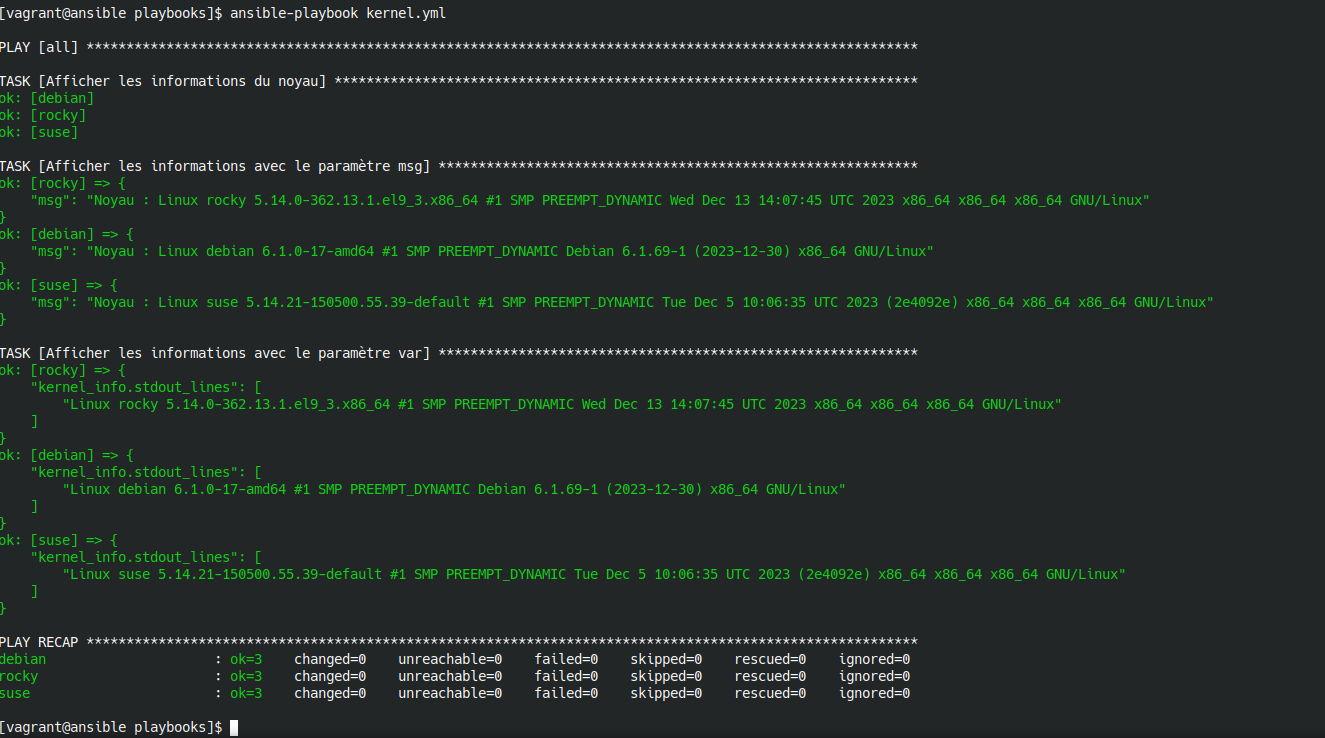 [vagrant@ansible playbooks]$ ansible-playbook kernel.yml
PLAY [all] ********************************************************************************************************
TASK [Afficher les informations du noyau] *************************************************************************
ok: [debian]
ok: [rocky]
ok: [suse]
TASK [Afficher les informations avec le paramètre msg] ************************************************************
ok: [rocky] => {
    "msg": "Noyau : Linux rocky 5.14.0-362.13.1.el9_3.x86_64 #1 SMP PREEMPT_DYNAMIC Wed Dec 13 14:07:45 UTC 2023 x86_64 x86_64 x86_64 GNU/Linux"
}
ok: [debian] => {
    "msg": "Noyau : Linux debian 6.1.0-17-amd64 #1 SMP PREEMPT_DYNAMIC Debian 6.1.69-1 (2023-12-30) x86_64 GNU/Linux"
}
ok: [suse] => {
    "msg": "Noyau : Linux suse 5.14.21-150500.55.39-default #1 SMP PREEMPT_DYNAMIC Tue Dec 5 10:06:35 UTC 2023 (2e4092e) x86_64 x86_64 x86_64 GNU/Linux"
}
TASK [Afficher les informations avec le paramètre var] ************************************************************
ok: [rocky] => {
    "kernel_info.stdout_lines": [
        "Linux rocky 5.14.0-362.13.1.el9_3.x86_64 #1 SMP PREEMPT_DYNAMIC Wed Dec 13 14:07:45 UTC 2023 x86_64 x86_64 x86_64 GNU/Linux"
    ]
}
ok: [debian] => {
    "kernel_info.stdout_lines": [
        "Linux debian 6.1.0-17-amd64 #1 SMP PREEMPT_DYNAMIC Debian 6.1.69-1 (2023-12-30) x86_64 GNU/Linux"
    ]
}
ok: [suse] => {
    "kernel_info.stdout_lines": [
        "Linux suse 5.14.21-150500.55.39-default #1 SMP PREEMPT_DYNAMIC Tue Dec 5 10:06:35 UTC 2023 (2e4092e) x86_64 x86_64 x86_64 GNU/Linux"
    ]
}
PLAY RECAP ********************************************************************************************************
debian                     : ok=3    changed=0    unreachable=0    failed=0    skipped=0    rescued=0    ignored=0
rocky                      : ok=3    changed=0    unreachable=0    failed=0    skipped=0    rescued=0    ignored=0
suse                       : ok=3    changed=0    unreachable=0    failed=0    skipped=0    rescued=0    ignored=0
[vagrant@ansible playbooks]$